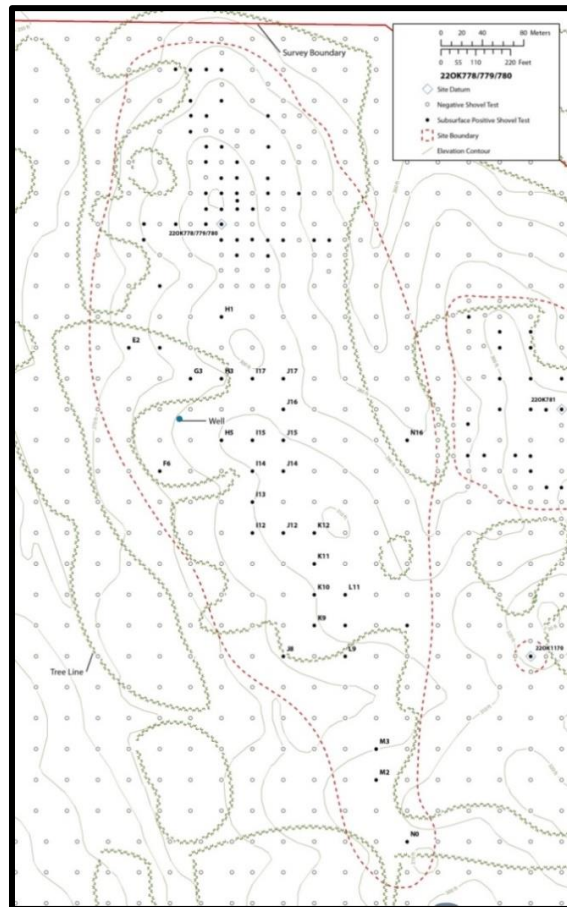 Survey Boundary
0 20 40 80 Meters
0 55 110 220 Feet
22OK778/779/780
Site Datum
Negative Shovel Test
Subsurface Positive Shovel Test
Site Boundary
Elevation Contour
22OK778/779/780
H1
E2
G3
H3
I17
J17
J16
22OK781
Well
H5
I15
J15
N16
F6
I14
J14
I13
I12
J12
K12
K11
K10
L11
K9
J8
L9
22OK1179
Tree Line
M3
M2
N0